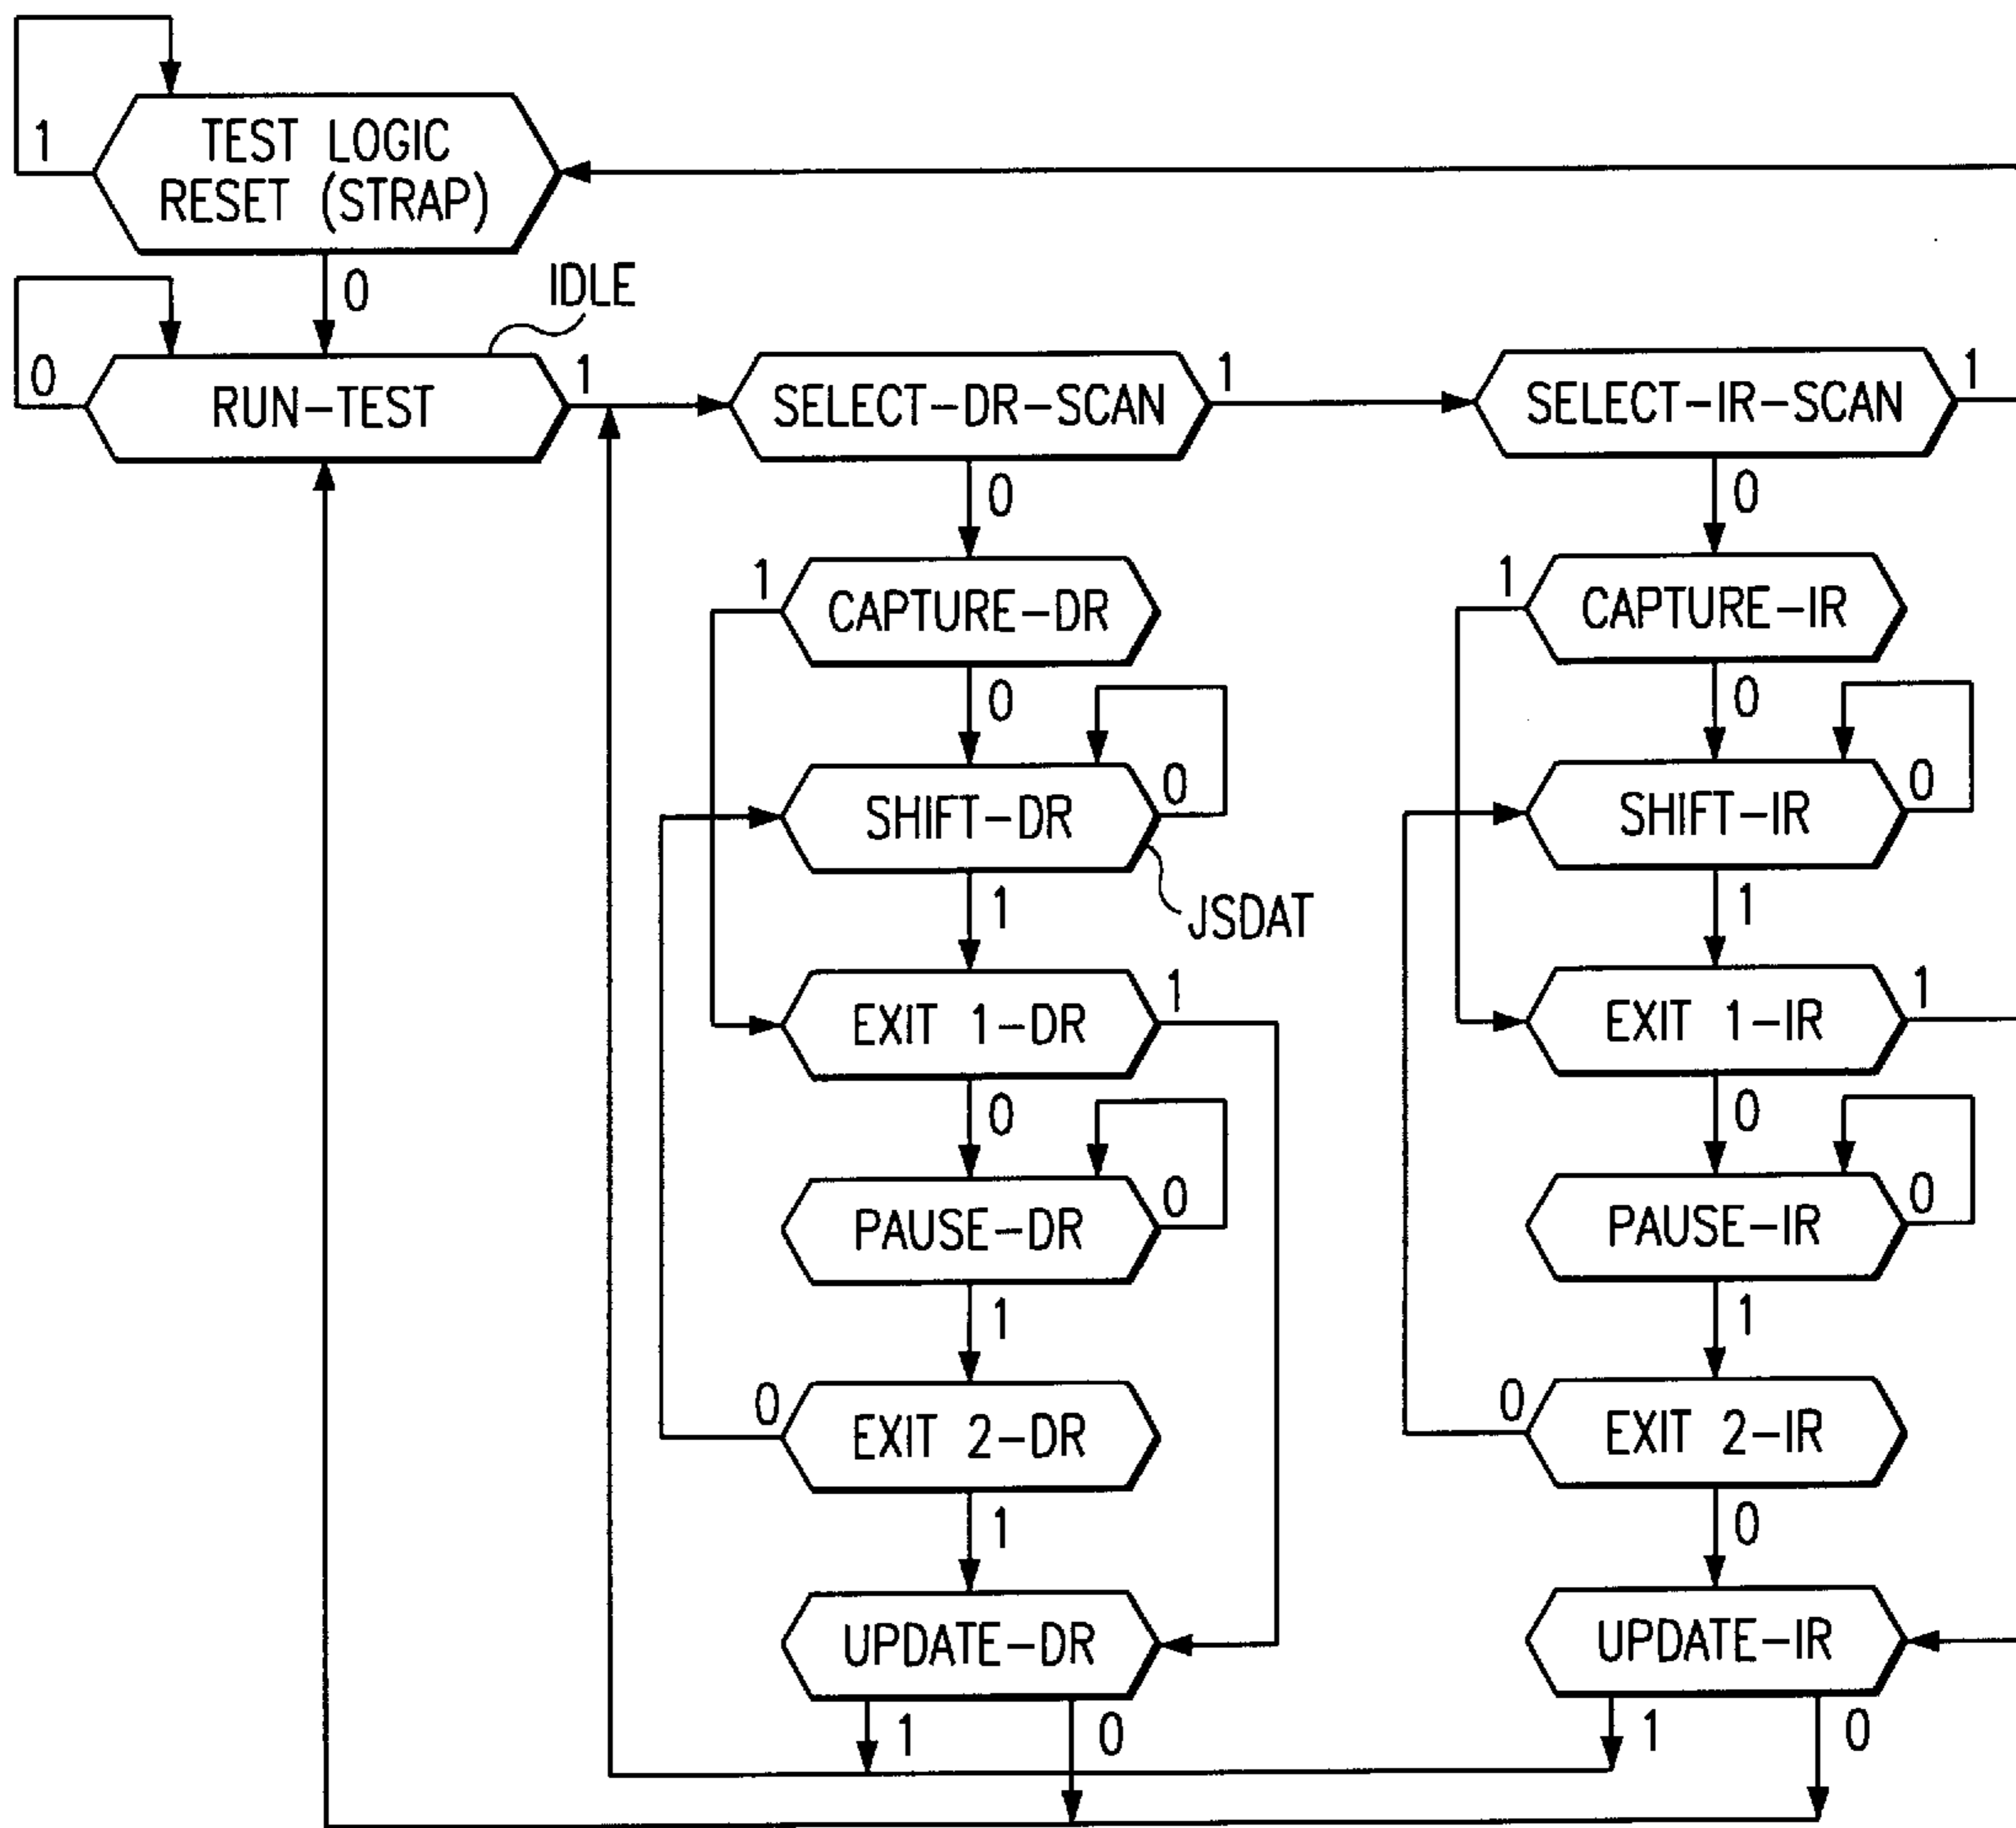 1
TEST LOGIC
RESET (STRAP)
0
IDLE
0
RUN-TEST
1
SELECT-DR-SCAN
1
SELECT-IR-SCAN
1
0
0
1
CAPTURE-DR
1
CAPTURE-IR
0
0
SHIFT-DR
0
SHIFT-IR
0
1
JSDAT
1
EXIT 1-DR
1
EXIT 1-IR
1
0
0
PAUSE-DR
0
PAUSE-IR
0
1
1
0
EXIT 2-DR
0
EXIT 2-IR
1
0
UPDATE-DR
UPDATE-IR
1
0
1
0